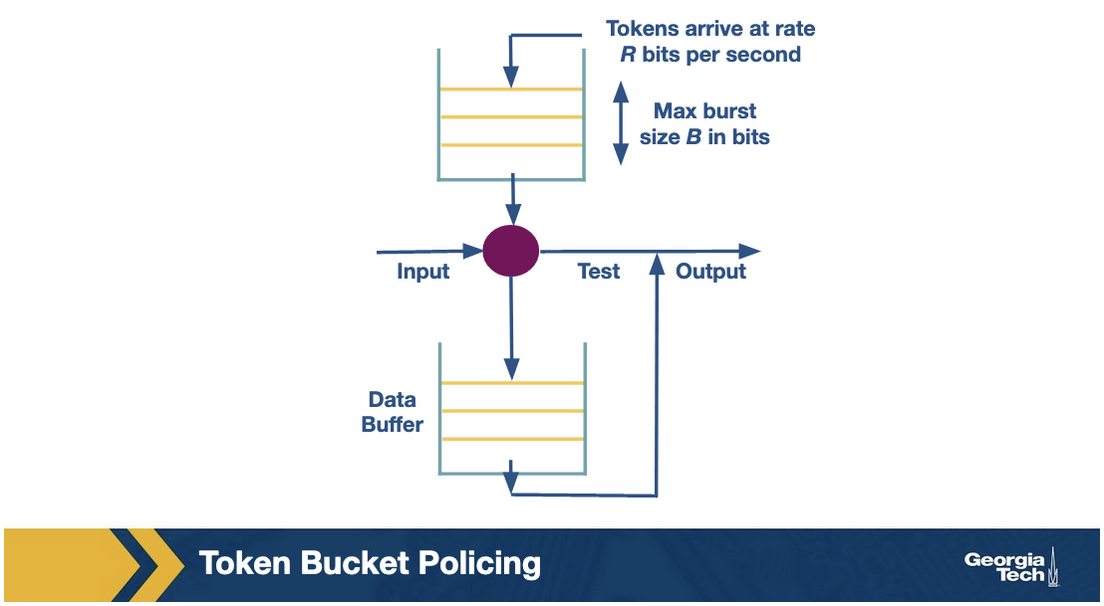 Tokens arrive at rate
R bits per second
Max burst
size B in bits
Input
Test
Output
Data
Buffer
Token Bucket Policing
Georgia
Tech